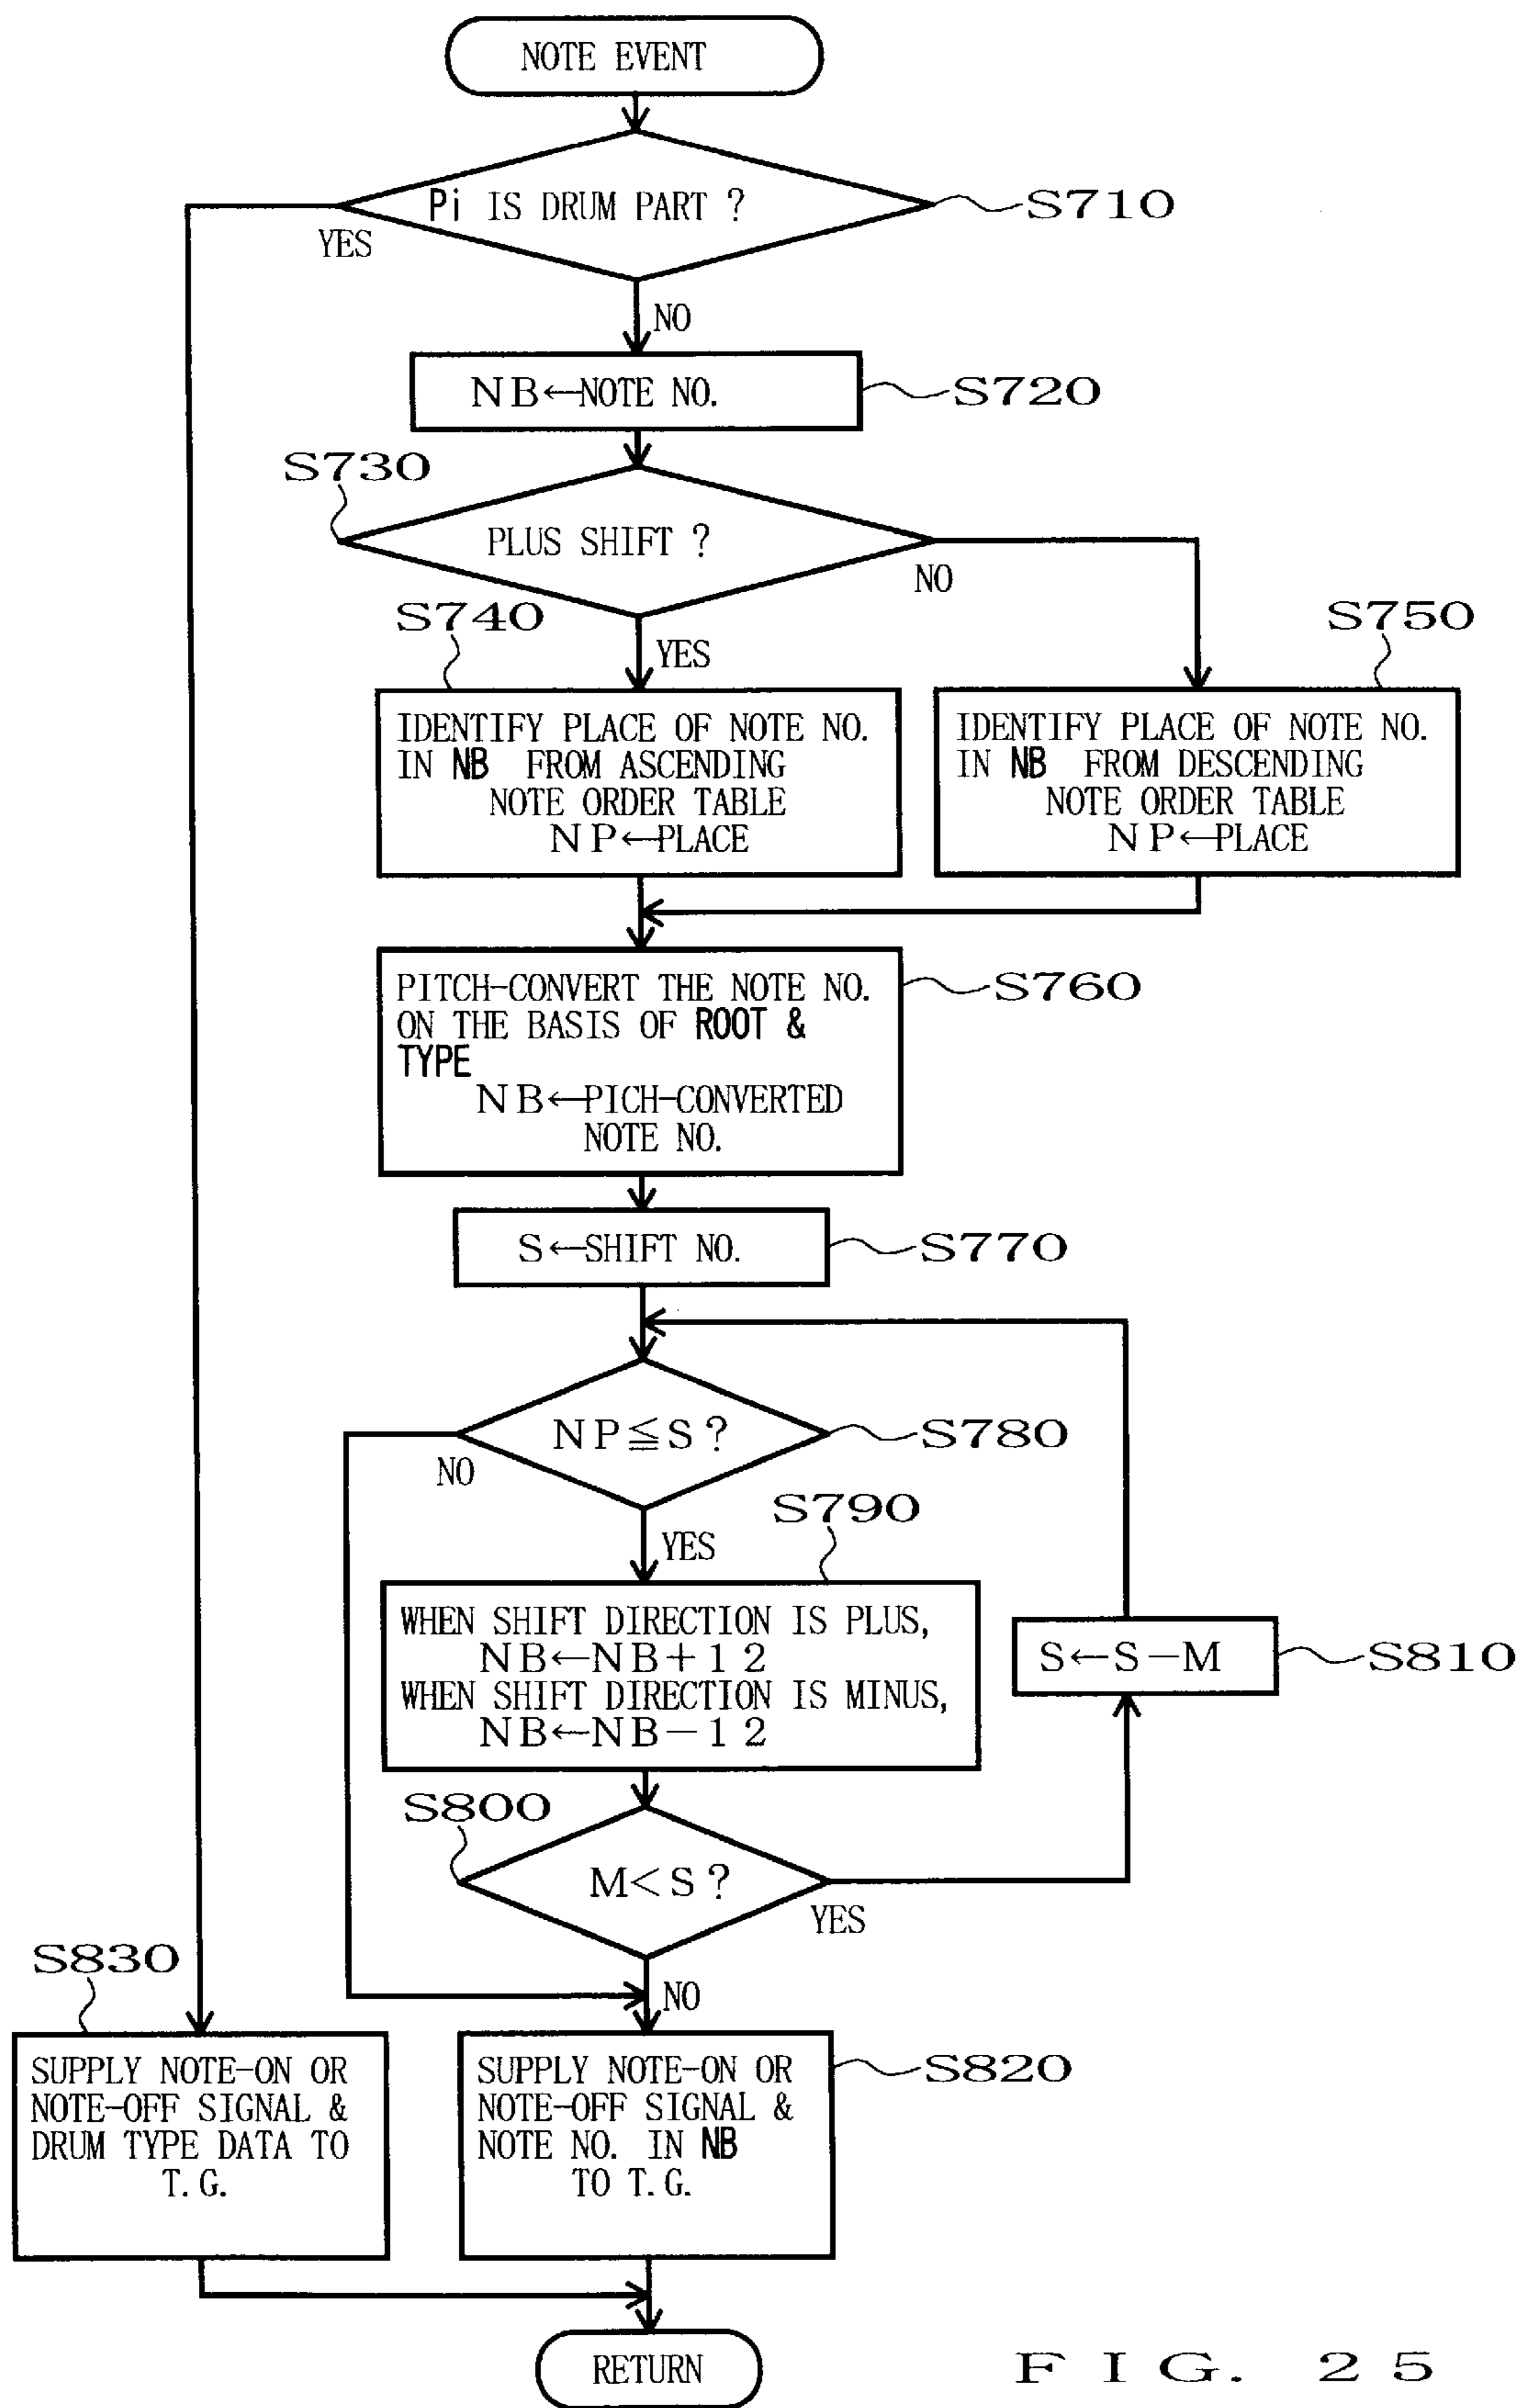 NOTE EVENT
Pi IS DRUM PART ?
S710
YES
NO
NB←NOTE NO.
S720
S730
PLUS SHIFT ?
NO
S740
YES
S750
IDENTIFY PLACE OF NOTE NO.
IN NB FROM ASCENDING
NOTE ORDER TABLE
NP←PLACE
IDENTIFY PLACE OF NOTE NO.
IN NB FROM DESCENDING
NOTE ORDER TABLE
NP←PLACE
PITCH-CONVERT THE NOTE NO.
ON THE BASIS OF ROOT &
TYPE
NB←PICH-CONVERTED
NOTE NO.
S760
S←SHIFT NO.
S770
NP≦S?
S780
NO
S790
YES
WHEN SHIFT DIRECTION IS PLUS,
NB←NB+12
WHEN SHIFT DIRECTION IS MINUS,
NB←NB-12
S←S-M
S810
S800
M<S?
YES
S830
NO
SUPPLY NOTE-ON OR
NOTE-OFF SIGNAL &
DRUM TYPE DATA TO
T.G.
SUPPLY NOTE-ON OR
NOTE-OFF SIGNAL &
NOTE NO. IN NB
TO T.G.
S820
RETURN
FIG. 25